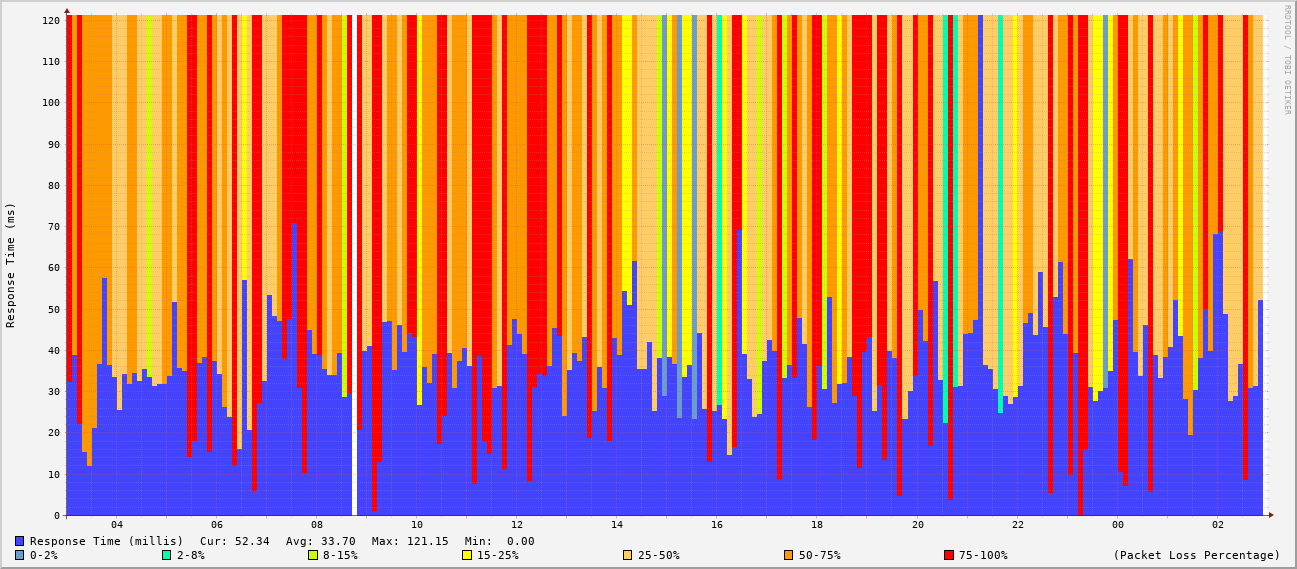 RRDTOOL / TOBI OETIKER
Response Time (ms)
120
110
100
90
80
70
60
50
40
30
20
10
0
04 06 08 10 12 14 16 18 20 22 00 02
Response Time (millis) Cur: 52.34 Avg: 33.70 Max: 121.15 Min: 0.00
0-2% 2-8% 8-15% 15-25% 25-50% 50-75% 75-100% (Packet Loss Percentage)